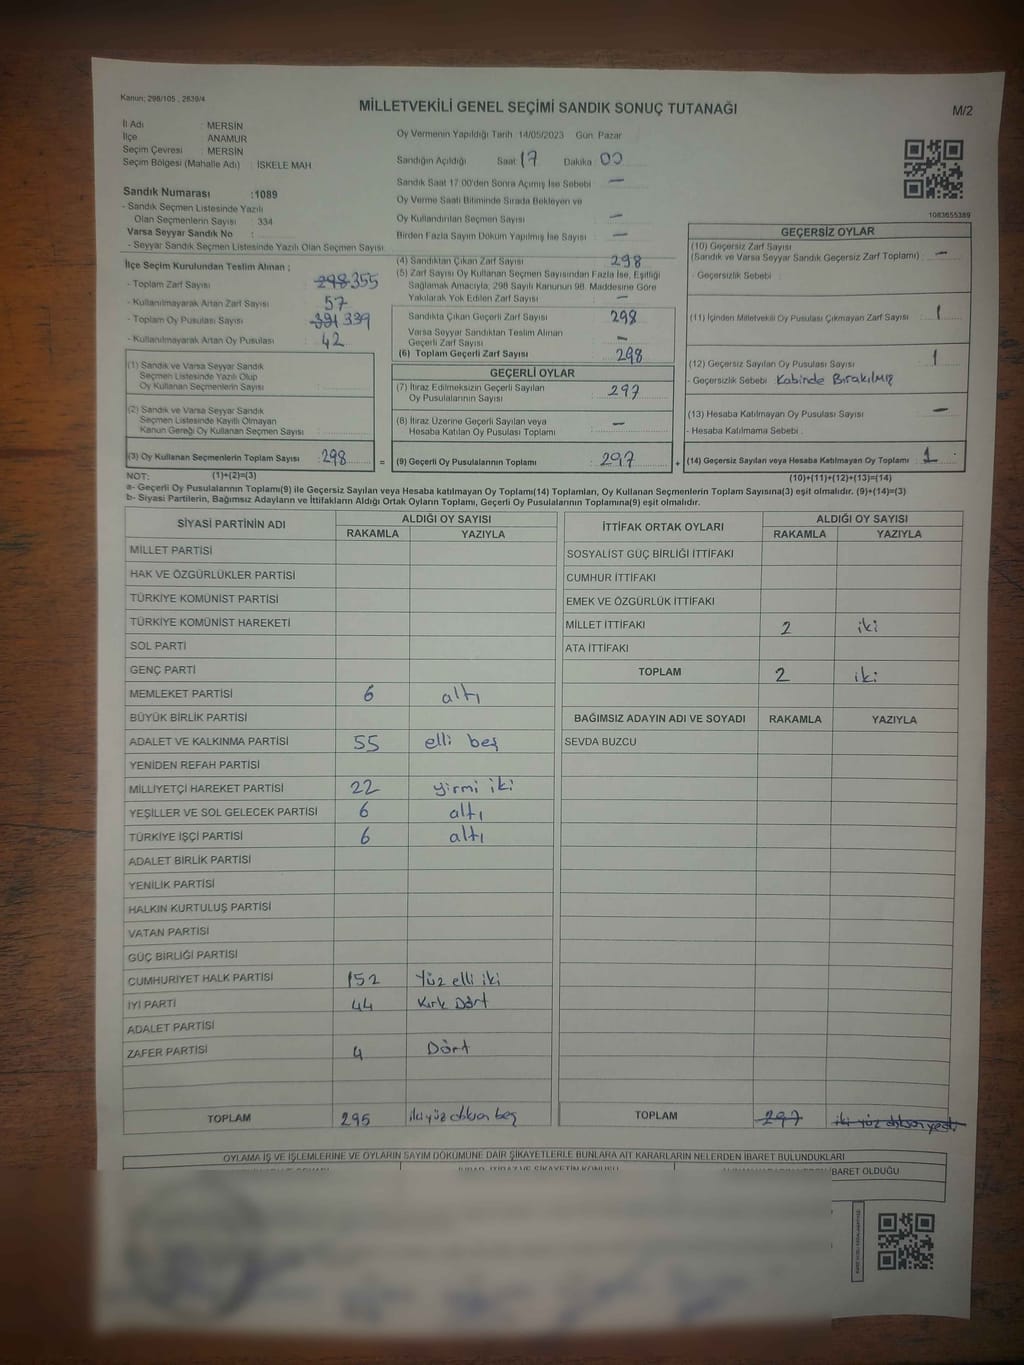 Kanun; 298/105 , 2839/4
MİLLETVEKİLİ GENEL SEÇİMİ SANDIK SONUÇ TUTANAĞI
M/2
İl Adı : MERSİN
İlçe : ANAMUR
Seçim Çevresi : MERSİN
Seçim Bölgesi (Mahalle Adı) : İSKELE MAH
Oy Vermenin Yapıldığı Tarih 14/05/2023 Gün Pazar
Sandığın Açıldığı Saat 17 Dakika 00
Sandık Saat 17.00'den Sonra Açılmış İse Sebebi : —
Oy Verme Saati Bitiminde Sırada Bekleyen ve
Oy Kullandırılan Seçmen Sayısı : —
Birden Fazla Sayım Döküm Yapılmış İse Sayısı : —
1083655389
Sandık Numarası :1089
- Sandık Seçmen Listesinde Yazılı
Olan Seçmenlerin Sayısı : 334
Varsa Seyyar Sandık No :
- Seyyar Sandık Seçmen Listesinde Yazılı Olan Seçmen Sayısı:
İlçe Seçim Kurulundan Teslim Alınan ;
- Toplam Zarf Sayısı : 298 355
- Kullanılmayarak Artan Zarf Sayısı : 57
- Toplam Oy Pusulası Sayısı : 331 339
- Kullanılmayarak Artan Oy Pusulası : 42
(1) Sandık ve Varsa Seyyar Sandık
Seçmen Listesinde Yazılı Olup
Oy Kullanan Seçmenlerin Sayısı :
(2) Sandık ve Varsa Seyyar Sandık
Seçmen Listesinde Kayıtlı Olmayan
Kanun Gereği Oy Kullanan Seçmen Sayısı :
(3) Oy Kullanan Seçmenlerin Toplam Sayısı :298 =
(4) Sandıktan Çıkan Zarf Sayısı : 298
(5) Zarf Sayısı Oy Kullanan Seçmen Sayısından Fazla İse, Eşitliği
Sağlamak Amacıyla, 298 Sayılı Kanunun 98. Maddesine Göre
Yakılarak Yok Edilen Zarf Sayısı : —
Sandıkta Çıkan Geçerli Zarf Sayısı : 298
Varsa Seyyar Sandıktan Teslim Alınan
Geçerli Zarf Sayısı : —
(6) Toplam Geçerli Zarf Sayısı : 298
GEÇERLİ OYLAR
(7) İtiraz Edilmeksizin Geçerli Sayılan
Oy Pusulalarının Sayısı : 297
(8) İtiraz Üzerine Geçerli Sayılan veya
Hesaba Katılan Oy Pusulası Toplamı : —
(9) Geçerli Oy Pusulalarının Toplamı : 297 +
GEÇERSİZ OYLAR
(10) Geçersiz Zarf Sayısı
(Sandık ve Varsa Seyyar Sandık Geçersiz Zarf Toplamı) : —
- Geçersizlik Sebebi :
(11) İçinden Milletvekili Oy Pusulası Çıkmayan Zarf Sayısı : 1
(12) Geçersiz Sayılan Oy Pusulası Sayısı : 1
- Geçersizlik Sebebi Kabinde Bırakılmış
(13) Hesaba Katılmayan Oy Pusulası Sayısı : —
- Hesaba Katılmama Sebebi :
(14) Geçersiz Sayılan veya Hesaba Katılmayan Oy Toplamı : 1
NOT: (1)+(2)=(3) (10)+(11)+(12)+(13)=(14)
a- Geçerli Oy Pusulalarının Toplamı(9) ile Geçersiz Sayılan veya Hesaba katılmayan Oy Toplamı(14) Toplamları, Oy Kullanan Seçmenlerin Toplam Sayısına(3) eşit olmalıdır. (9)+(14)=(3)
b- Siyasi Partilerin, Bağımsız Adayların ve İttifakların Aldığı Ortak Oyların Toplamı, Geçerli Oy Pusulalarının Toplamına(9) eşit olmalıdır.
SİYASİ PARTİNİN ADI ALDIĞI OY SAYISI
RAKAMLA YAZIYLA
MİLLET PARTİSİ
HAK VE ÖZGÜRLÜKLER PARTİSİ
TÜRKİYE KOMÜNİST PARTİSİ
TÜRKİYE KOMÜNİST HAREKETİ
SOL PARTİ
GENÇ PARTİ
MEMLEKET PARTİSİ 6 altı
BÜYÜK BİRLİK PARTİSİ
ADALET VE KALKINMA PARTİSİ 55 elli beş
YENİDEN REFAH PARTİSİ
MİLLİYETÇİ HAREKET PARTİSİ 22 yirmi iki
YEŞİLLER VE SOL GELECEK PARTİSİ 6 altı
TÜRKİYE İŞÇİ PARTİSİ 6 altı
ADALET BİRLİK PARTİSİ
YENİLİK PARTİSİ
HALKIN KURTULUŞ PARTİSİ
VATAN PARTİSİ
GÜÇ BİRLİĞİ PARTİSİ
CUMHURİYET HALK PARTİSİ 152 Yüz elli iki
İYİ PARTİ 44 Kırk Dört
ADALET PARTİSİ
ZAFER PARTİSİ 4 Dört
TOPLAM 295 iki yüz doksan beş
İTTİFAK ORTAK OYLARI ALDIĞI OY SAYISI
RAKAMLA YAZIYLA
SOSYALİST GÜÇ BİRLİĞİ İTTİFAKI
CUMHUR İTTİFAKI
EMEK VE ÖZGÜRLÜK İTTİFAKI
MİLLET İTTİFAKI 2 iki
ATA İTTİFAKI
TOPLAM 2 iki
BAĞIMSIZ ADAYIN ADI VE SOYADI RAKAMLA YAZIYLA
SEVDA BUZCU
TOPLAM 297 iki yüz doksan yedi
OYLAMA İŞ VE İŞLEMLERİNE VE OYLARIN SAYIM DÖKÜMÜNE DAİR ŞİKAYETLERLE BUNLARA AİT KARARLARIN NELERDEN İBARET BULUNDUKLARI
İBARET OLDUĞU